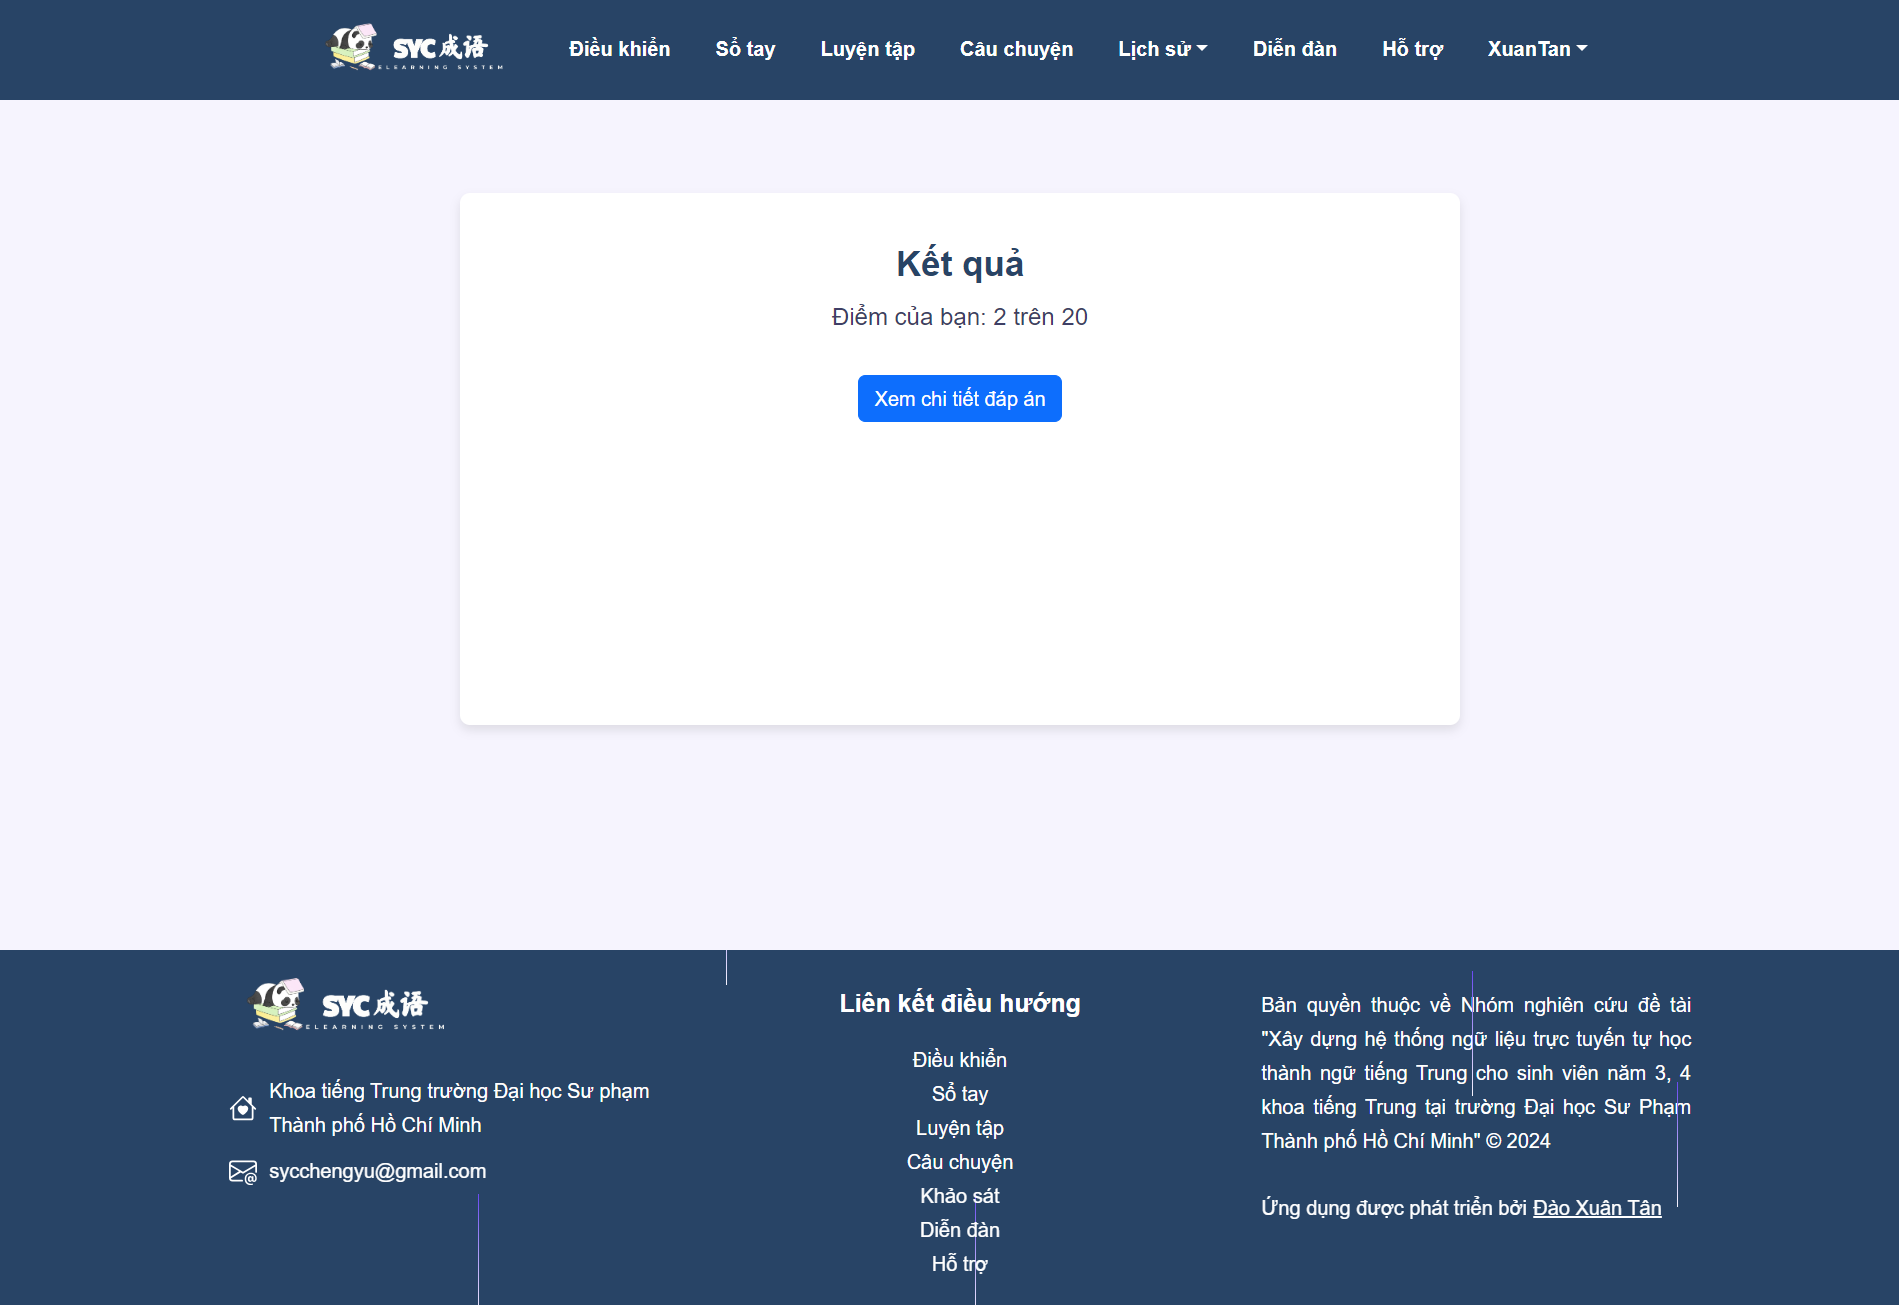 SYC成语
ELEARNING SYSTEM
Điều khiển
Sổ tay
Luyện tập
Câu chuyện
Lịch sử
Diễn đàn
Hỗ trợ
XuanTan
Kết quả
Điểm của bạn: 2 trên 20
Xem chi tiết đáp án
SYC成语
ELEARNING SYSTEM
Khoa tiếng Trung trường Đại học Sư phạm
Thành phố Hồ Chí Minh
sycchengyu@gmail.com
Liên kết điều hướng
Điều khiển
Sổ tay
Luyện tập
Câu chuyện
Khảo sát
Diễn đàn
Hỗ trợ
Bản quyền thuộc về Nhóm nghiên cứu đề tài
"Xây dựng hệ thống ngữ liệu trực tuyến tự học
thành ngữ tiếng Trung cho sinh viên năm 3, 4
khoa tiếng Trung tại trường Đại học Sư Phạm
Thành phố Hồ Chí Minh" © 2024
Ứng dụng được phát triển bởi Đào Xuân Tân